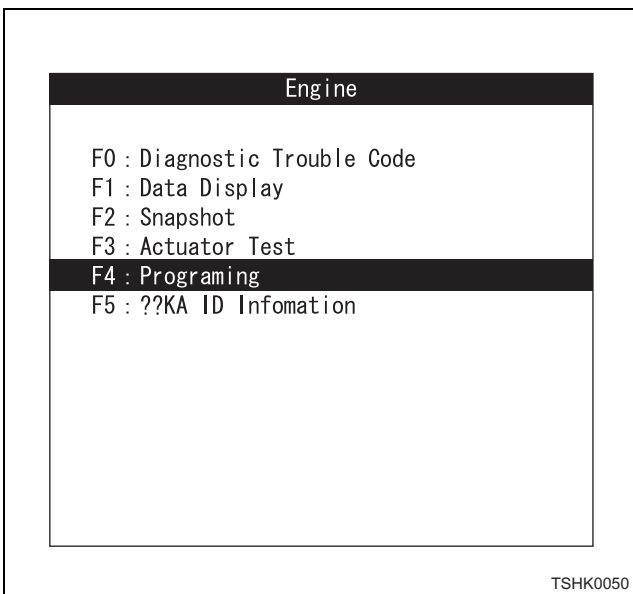 Engine
F0 : Diagnostic Trouble Code
F1 : Data Display
F2 : Snapshot
F3 : Actuator Test
F4 : Programing
F5 : ??KA ID Infomation
TSHK0050